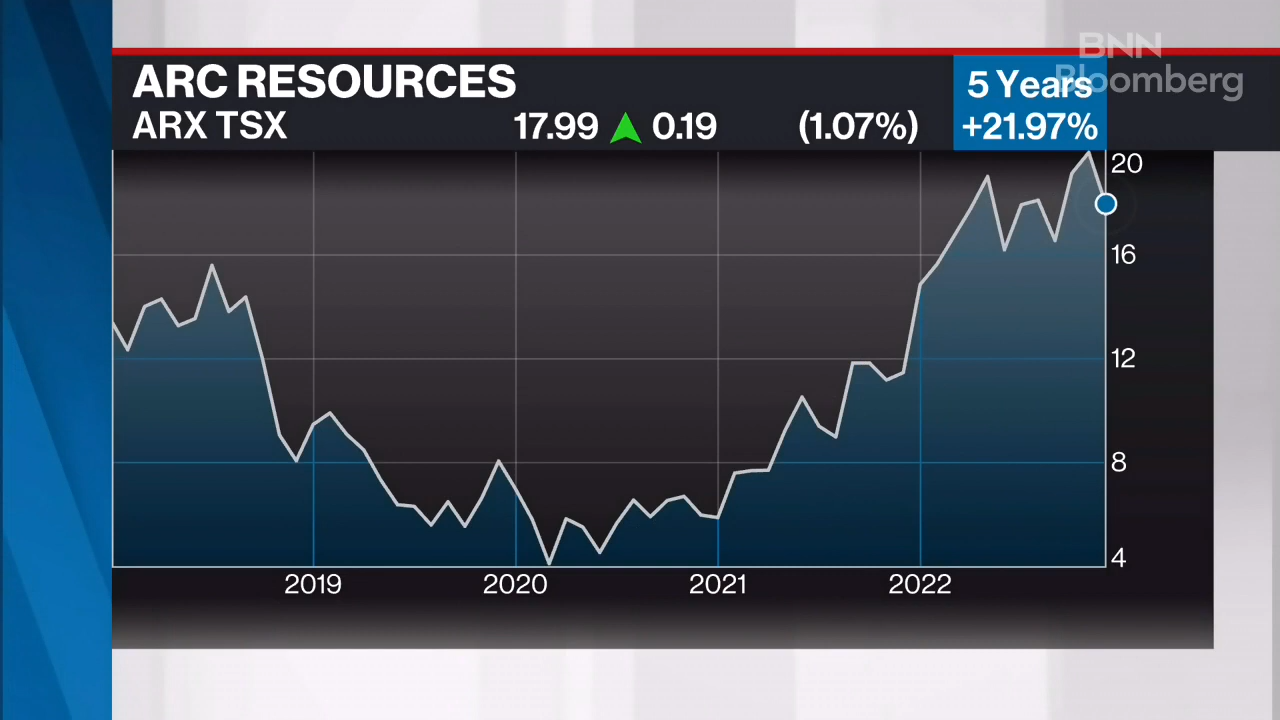 BNN
Bloomberg
ARC RESOURCES
ARX TSX 17.99 ▲ 0.19 (1.07%)
5 Years
+21.97%
20
16
12
8
4
2019 2020 2021 2022